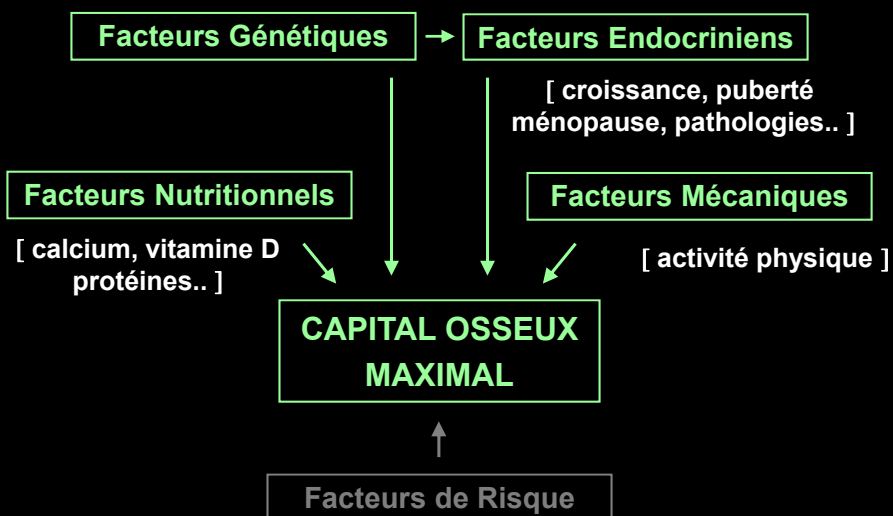 Facteurs Génétiques
Facteurs Endocriniens
[ croissance, puberté
ménopause, pathologies.. ]
Facteurs Nutritionnels
[ calcium, vitamine D
protéines.. ]
Facteurs Mécaniques
[ activité physique ]
CAPITAL OSSEUX
MAXIMAL
Facteurs de Risque